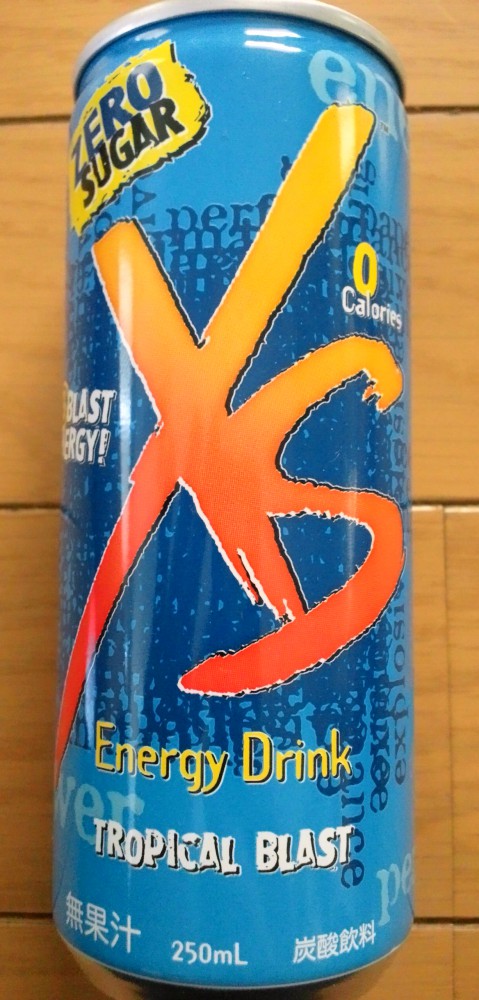 ZERO
SUGAR
XS
0
Calories
BLAST
ERGY!
Energy Drink
TROPICAL BLAST
無果汁
250mL
炭酸飲料